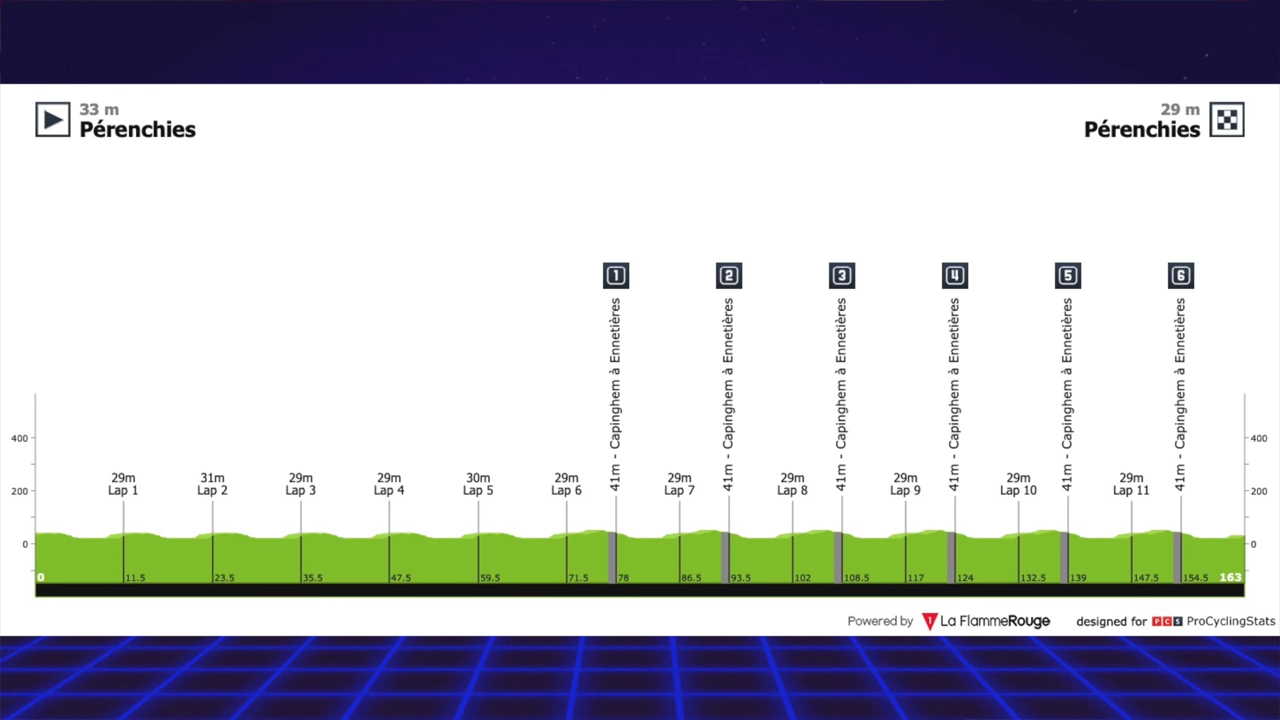 33 m
Pérenchies
29 m
Pérenchies
1
2
3
4
5
6
41m - Capinghem à Ennetières
41m - Capinghem à Ennetières
41m - Capinghem à Ennetières
41m - Capinghem à Ennetières
41m - Capinghem à Ennetières
41m - Capinghem à Ennetières
400
200
0
400
200
0
29m
Lap 1
31m
Lap 2
29m
Lap 3
29m
Lap 4
30m
Lap 5
29m
Lap 6
29m
Lap 7
29m
Lap 8
29m
Lap 9
29m
Lap 10
29m
Lap 11
0
11.5
23.5
35.5
47.5
59.5
71.5
78
86.5
93.5
102
108.5
117
124
132.5
139
147.5
154.5
163
Powered by 1 La FlammeRouge
designed for PCS ProCyclingStats